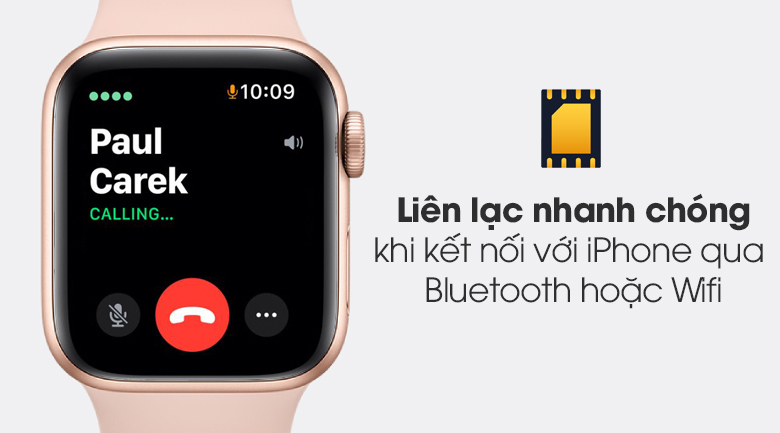 10:09
Paul
Carek
CALLING...
Liên lạc nhanh chóng
khi kết nối với iPhone qua
Bluetooth hoặc Wifi